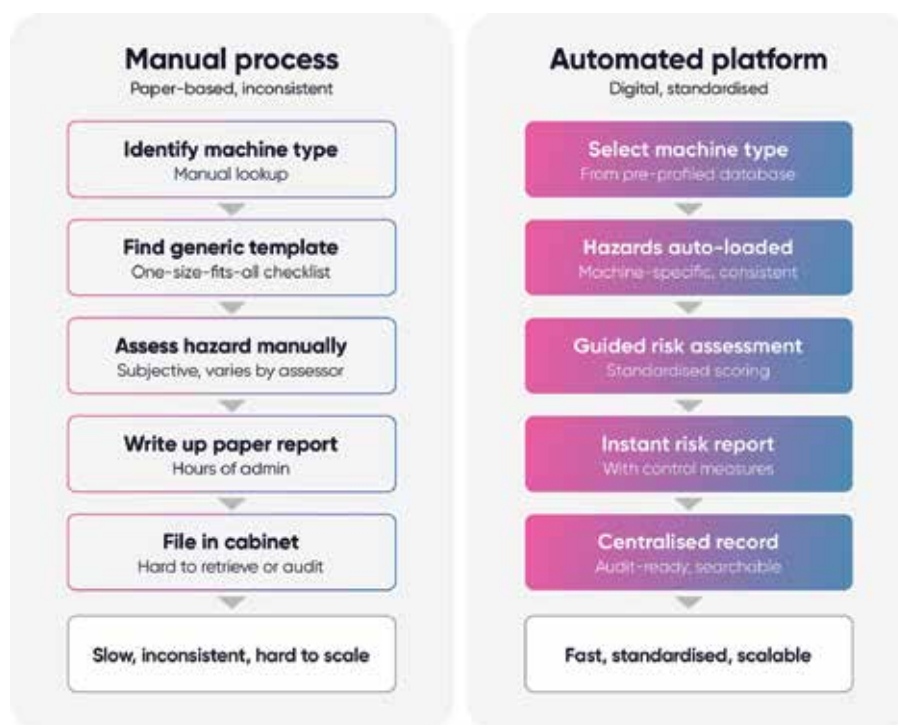 Manual process
Paper-based, inconsistent
Identify machine type
Manual lookup
Find generic template
One-size-fits-all checklist
Assess hazard manually
Subjective, varies by assessor
Write up paper report
Hours of admin
File in cabinet
Hard to retrieve or audit
Slow, inconsistent, hard to scale
Automated platform
Digital, standardised
Select machine type
From pre-profiled database
Hazards auto-loaded
Machine-specific, consistent
Guided risk assessment
Standardised scoring
Instant risk report
With control measures
Centralised record
Audit-ready, searchable
Fast, standardised, scalable